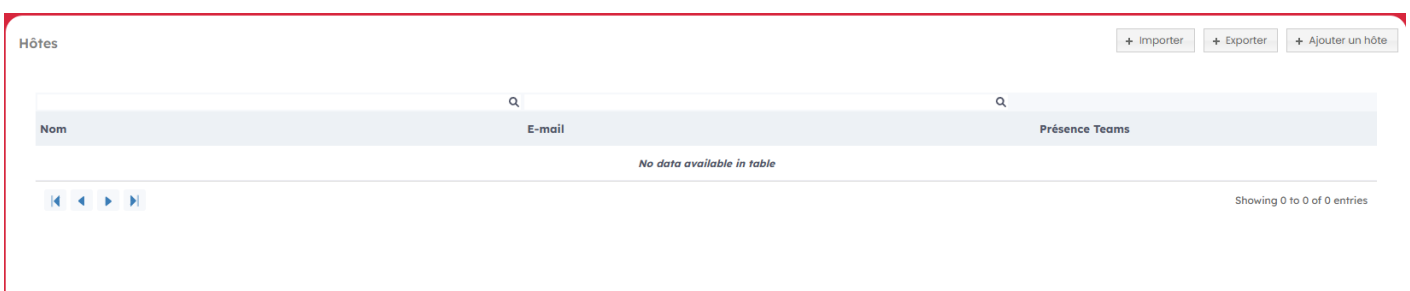 Hôtes
+ Importer
+ Exporter
+ Ajouter un hôte
Nom E-mail Présence Teams
No data available in table
Showing 0 to 0 of 0 entries